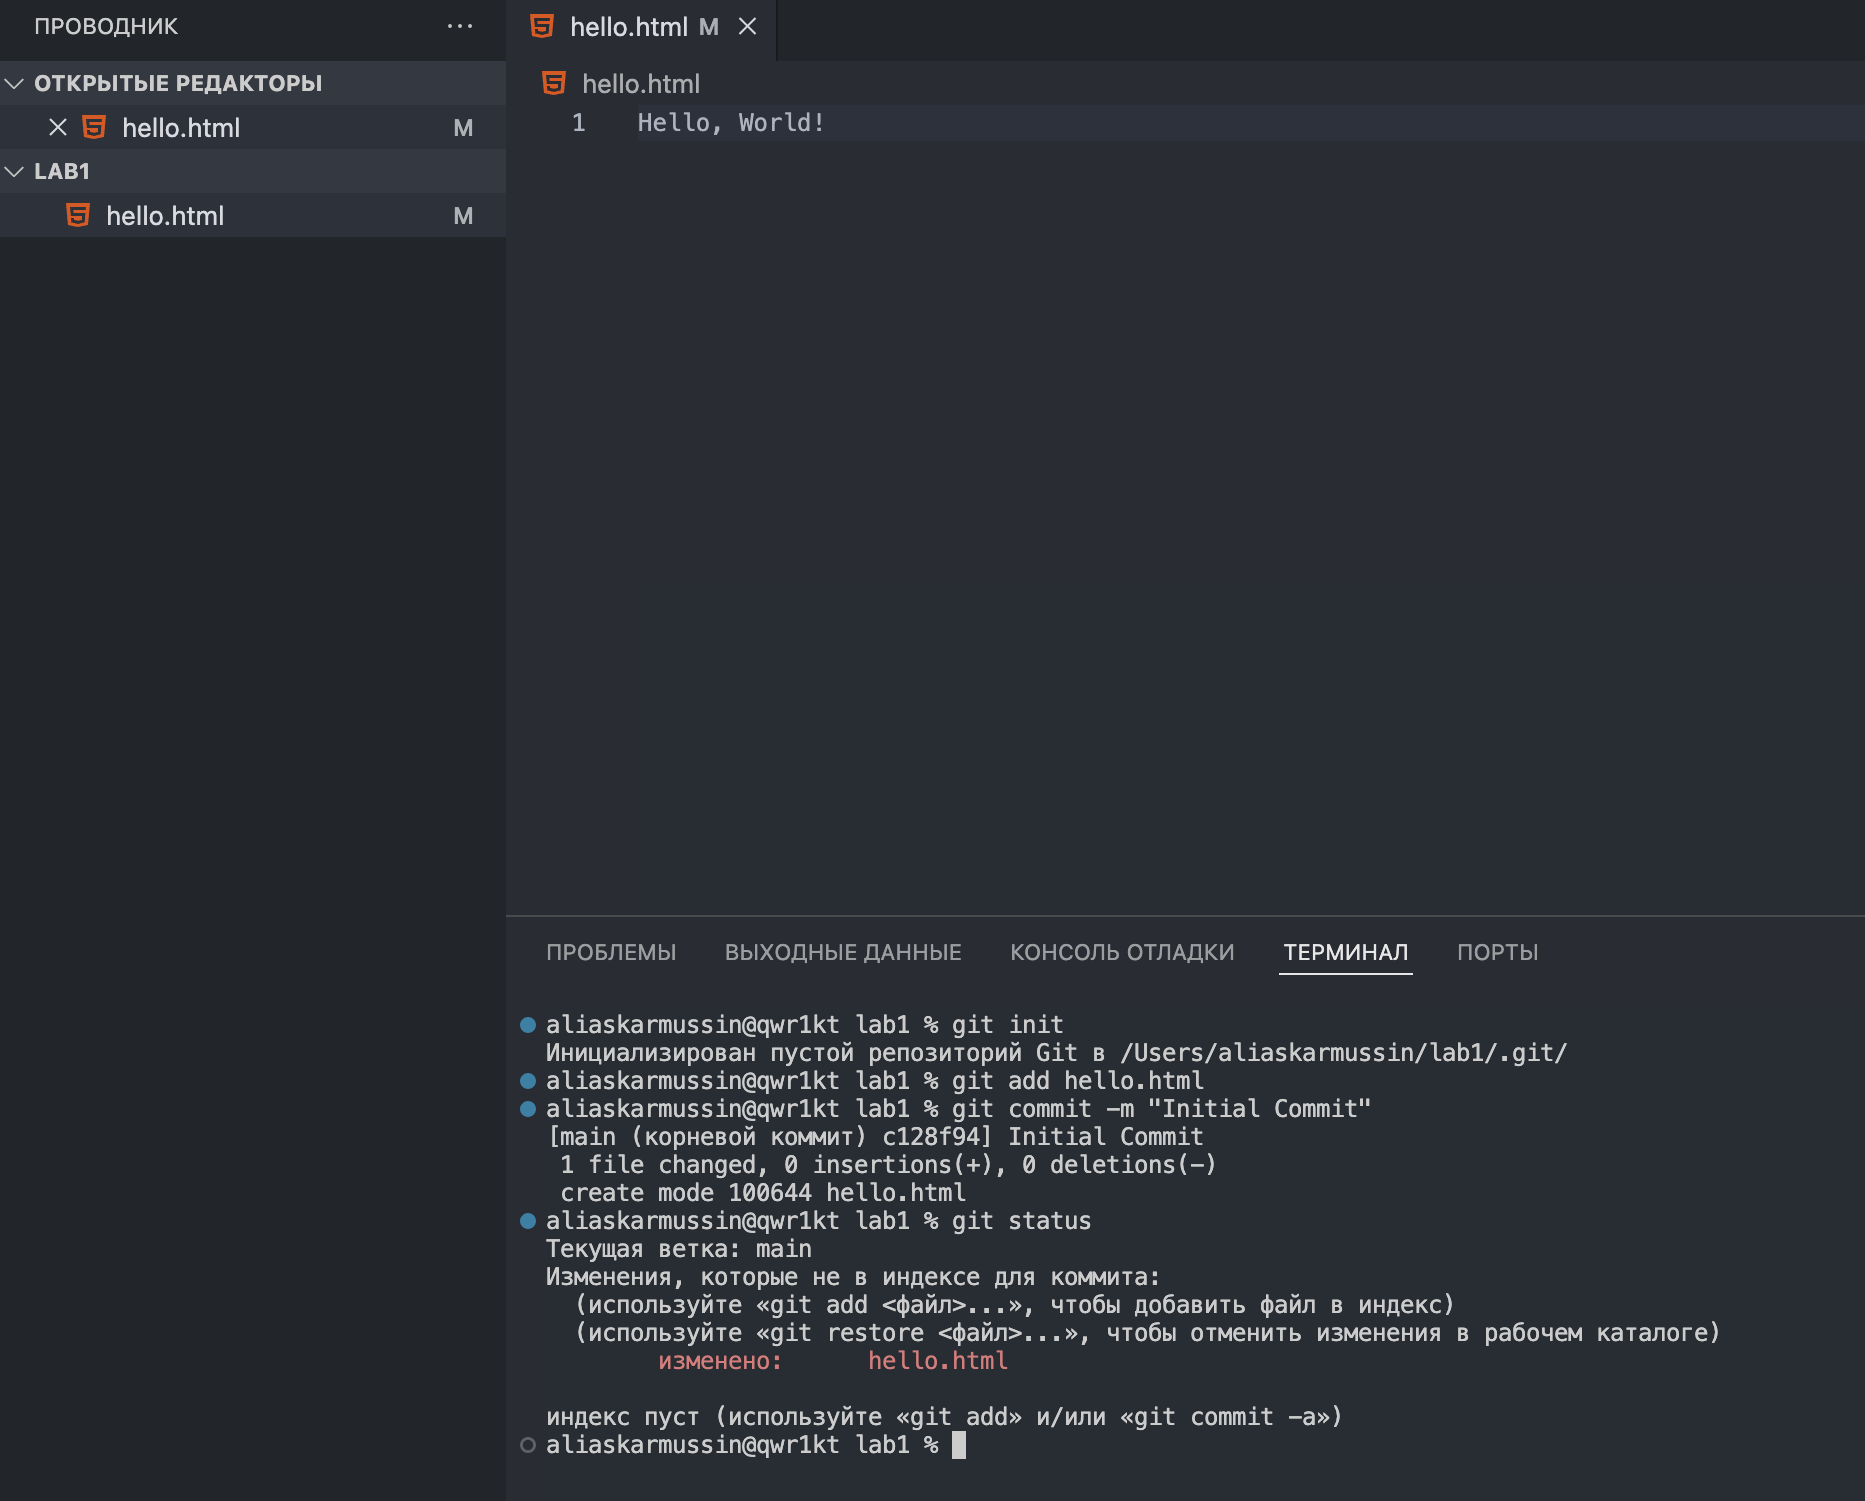 ПРОВОДНИК
ОТКРЫТЫЕ РЕДАКТОРЫ
hello.html M
LAB1
hello.html M
hello.html M
hello.html
1 Hello, World!
ПРОБЛЕМЫ ВЫХОДНЫЕ ДАННЫЕ КОНСОЛЬ ОТЛАДКИ ТЕРМИНАЛ ПОРТЫ
aliaskarmussin@qwr1kt lab1 % git init
Инициализирован пустой репозиторий Git в /Users/aliaskarmussin/lab1/.git/
aliaskarmussin@qwr1kt lab1 % git add hello.html
aliaskarmussin@qwr1kt lab1 % git commit -m "Initial Commit"
[main (корневой коммит) c128f94] Initial Commit
1 file changed, 0 insertions(+), 0 deletions(-)
create mode 100644 hello.html
aliaskarmussin@qwr1kt lab1 % git status
Текущая ветка: main
Изменения, которые не в индексе для коммита:
(используйте «git add <файл>...», чтобы добавить файл в индекс)
(используйте «git restore <файл>...», чтобы отменить изменения в рабочем каталоге)
изменено: hello.html
индекс пуст (используйте «git add» и/или «git commit -a»)
aliaskarmussin@qwr1kt lab1 %